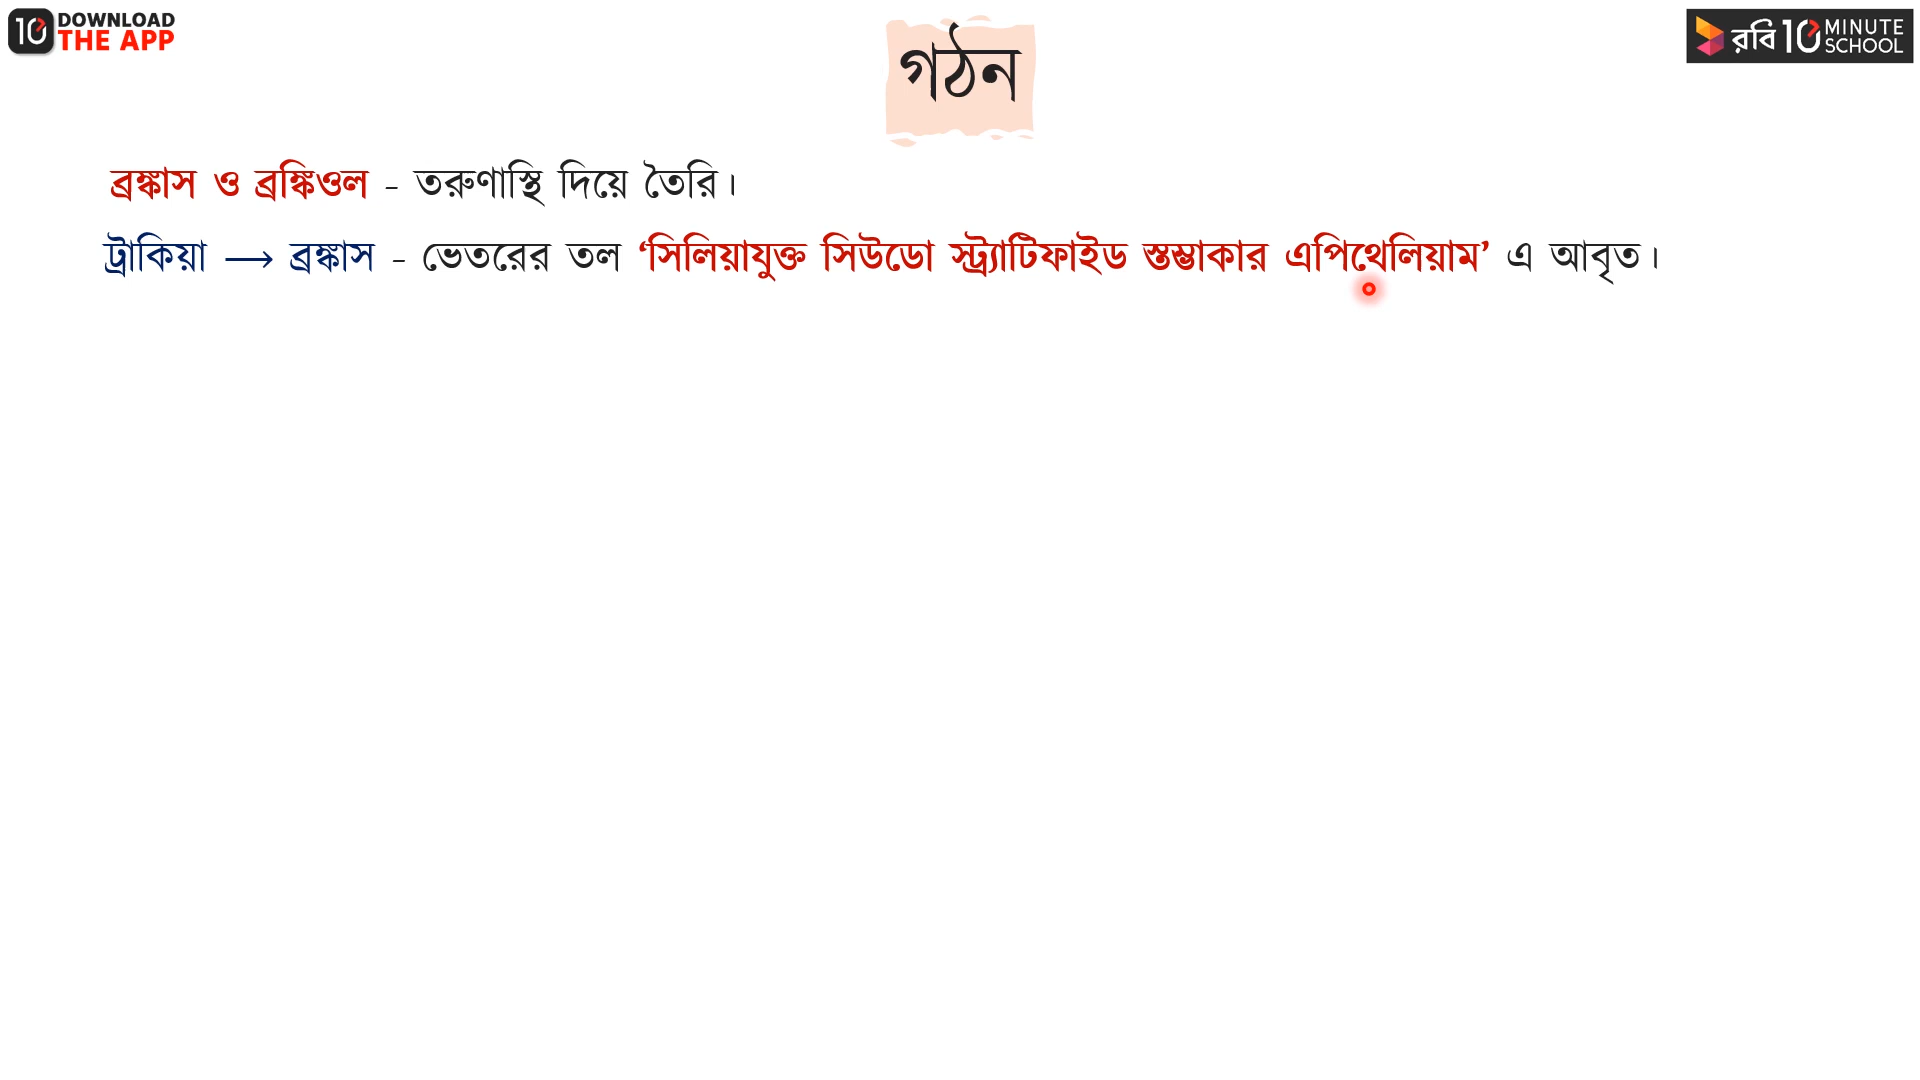 10 DOWNLOAD THE APP
রবি 10 MINUTE SCHOOL
গঠন
ব্রঙ্কাস ও ব্রঙ্কিওল - তরুণাস্থি দিয়ে তৈরি।
ট্রাকিয়া ⟶ ব্রঙ্কাস - ভেতরের তল ‘সিলিয়াযুক্ত সিউডো স্ট্র্যাটিফাইড স্তম্ভাকার এপিথেলিয়াম’ এ আবৃত।